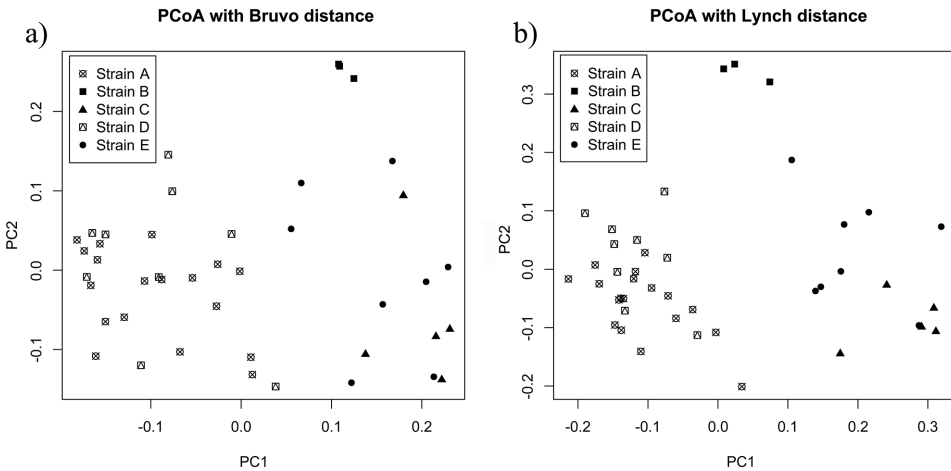 PCoA with Bruvo distance
a)
Strain A
Strain B
Strain C
Strain D
Strain E
PC2
0.2
0.1
0.0
-0.1
-0.1
0.0
0.1
0.2
PC1
PCoA with Lynch distance
b)
Strain A
Strain B
Strain C
Strain D
Strain E
PC2
0.3
0.2
0.1
0.0
-0.1
-0.2
-0.2
-0.1
0.0
0.1
0.2
0.3
PC1